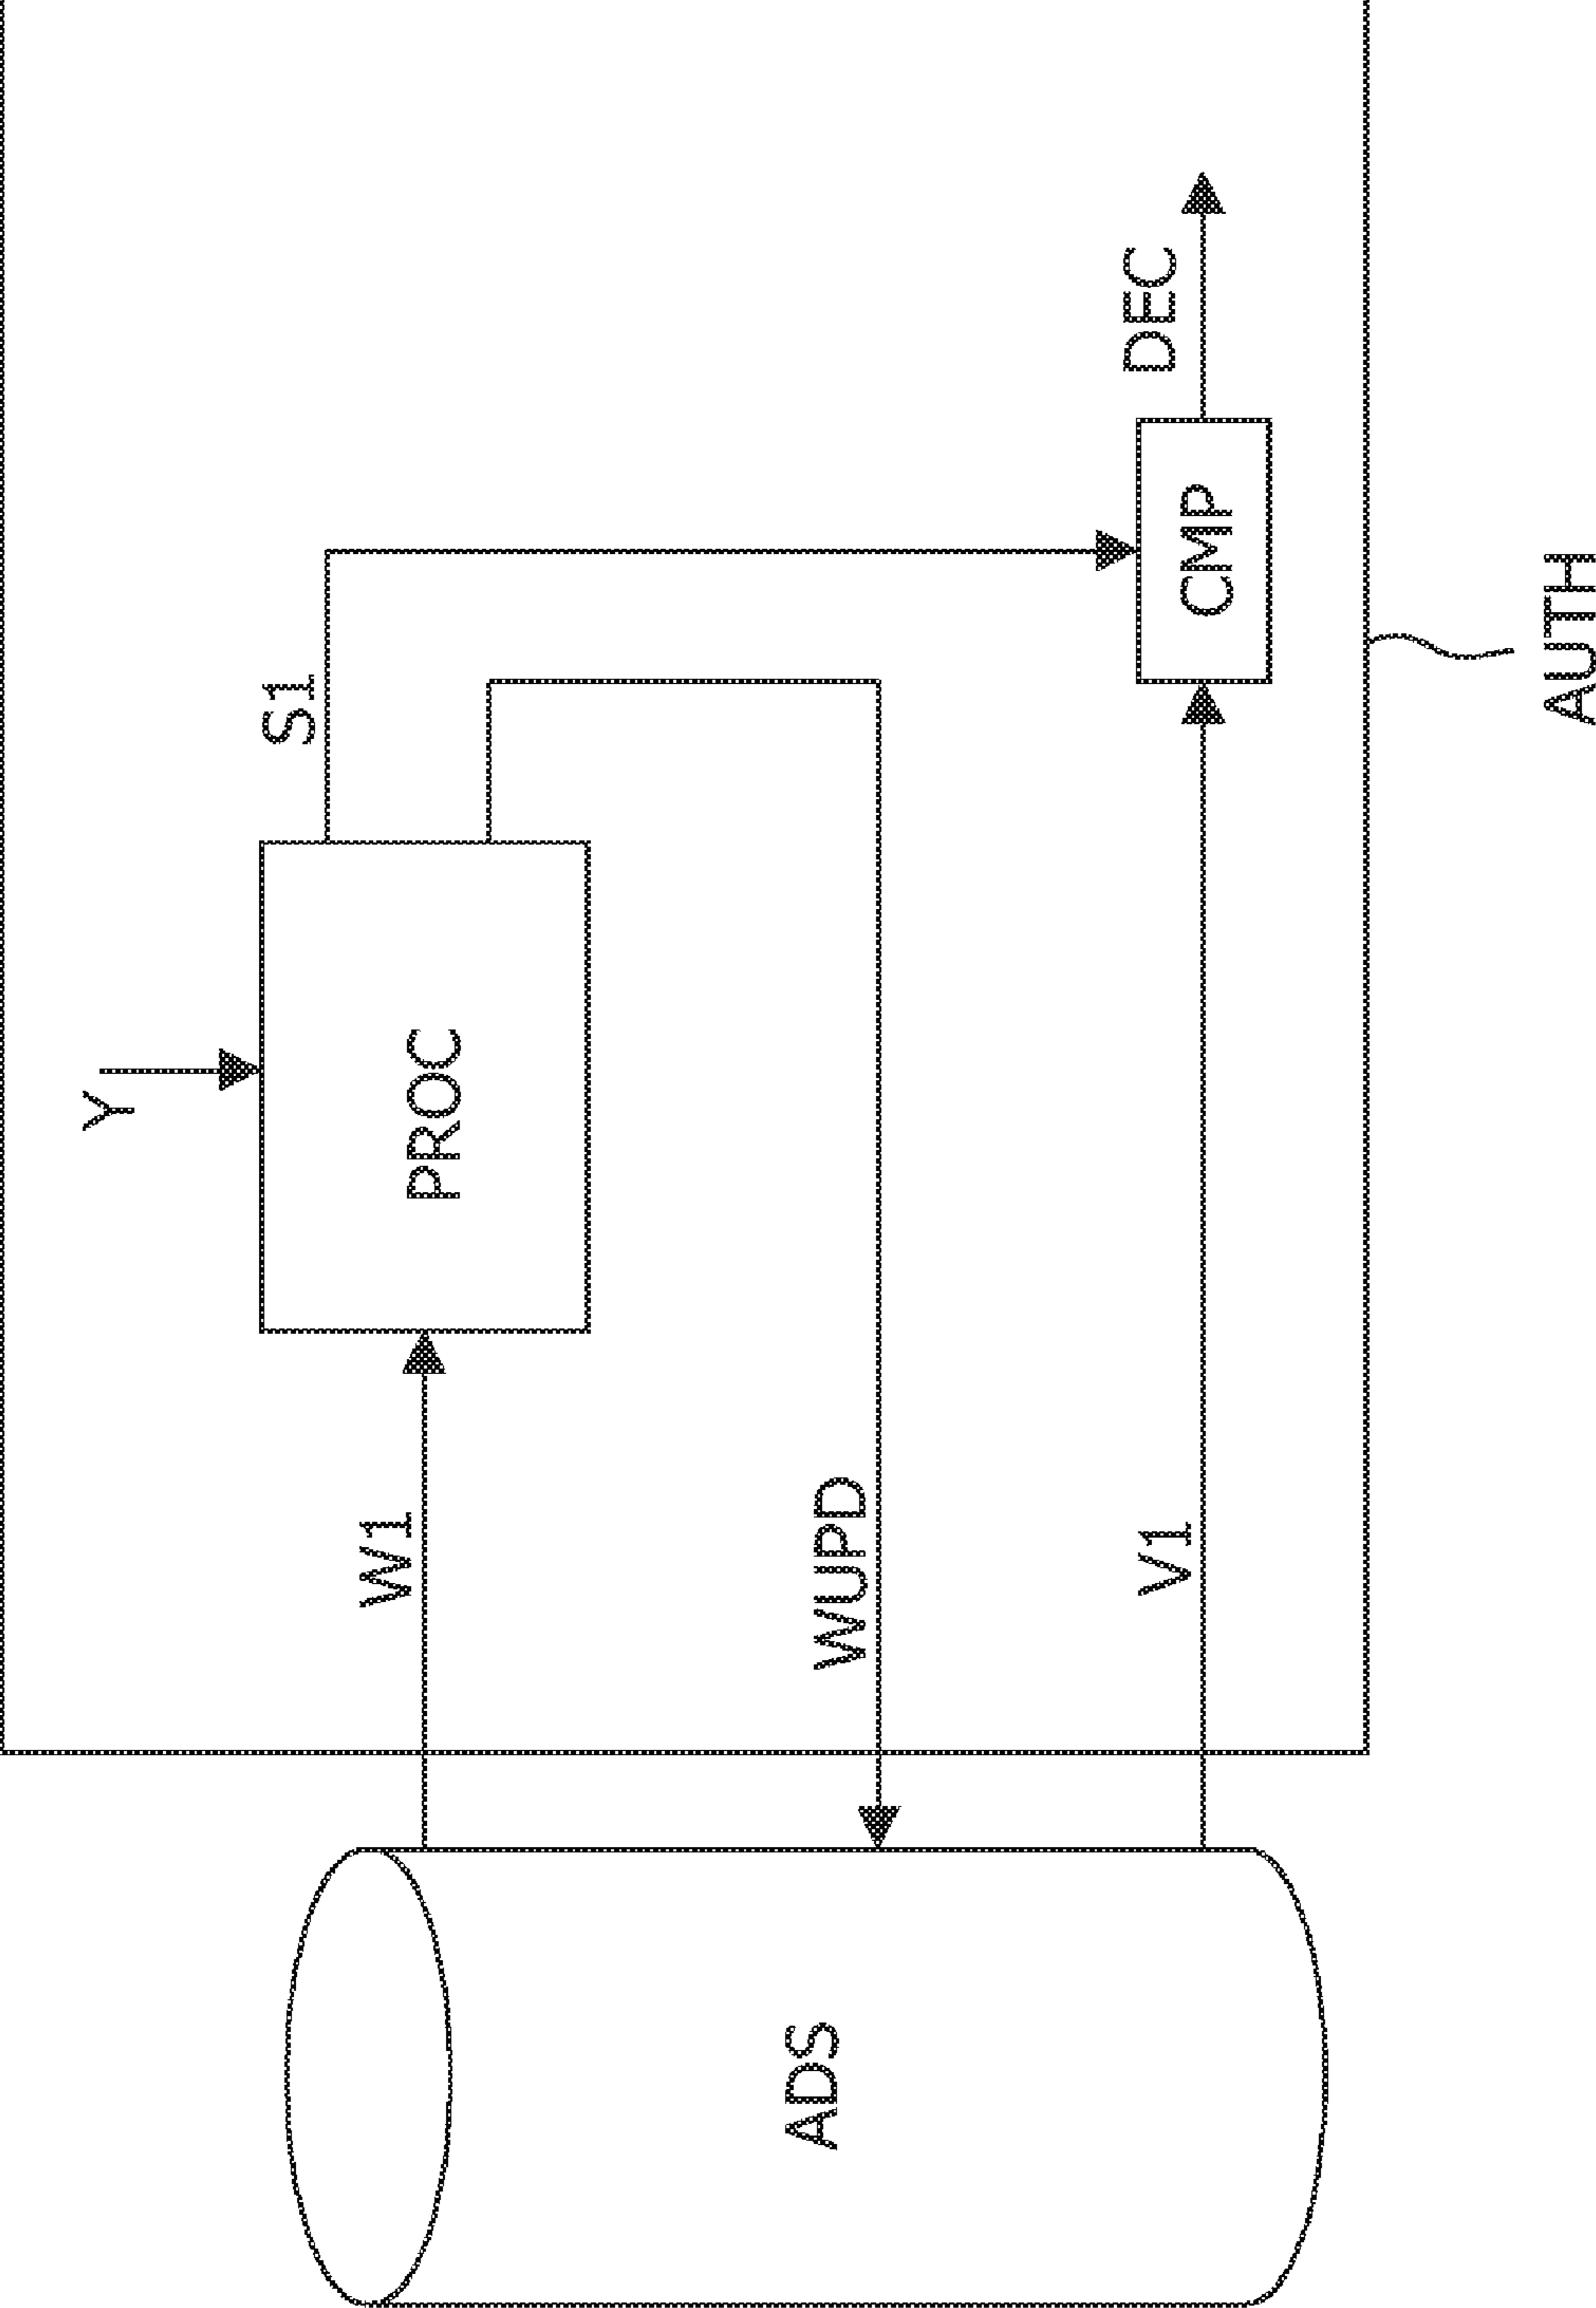 Y
W1
PROC
S1
WUPD
ADS
V1
CMP
DEC
AUTH